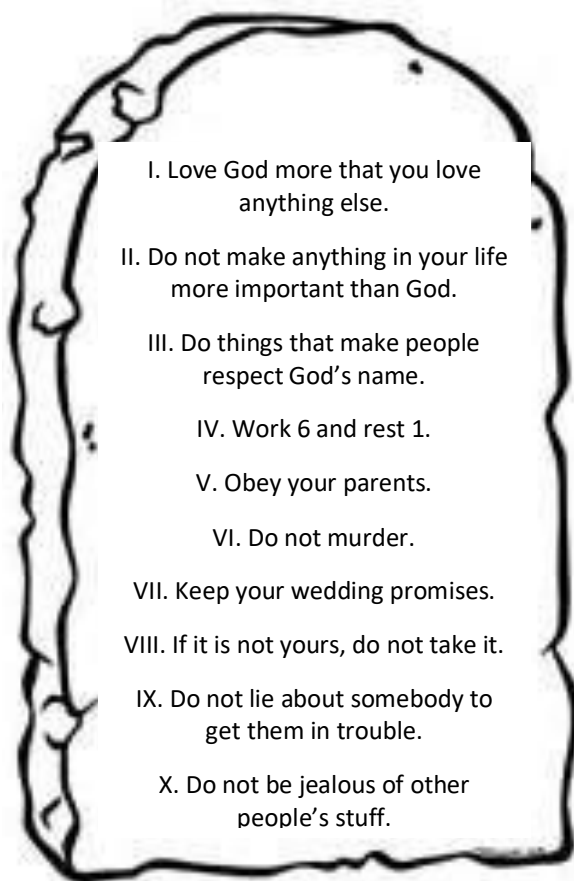 I. Love God more that you love
anything else.
II. Do not make anything in your life
more important than God.
III. Do things that make people
respect God’s name.
IV. Work 6 and rest 1.
V. Obey your parents.
VI. Do not murder.
VII. Keep your wedding promises.
VIII. If it is not yours, do not take it.
IX. Do not lie about somebody to
get them in trouble.
X. Do not be jealous of other
people’s stuff.